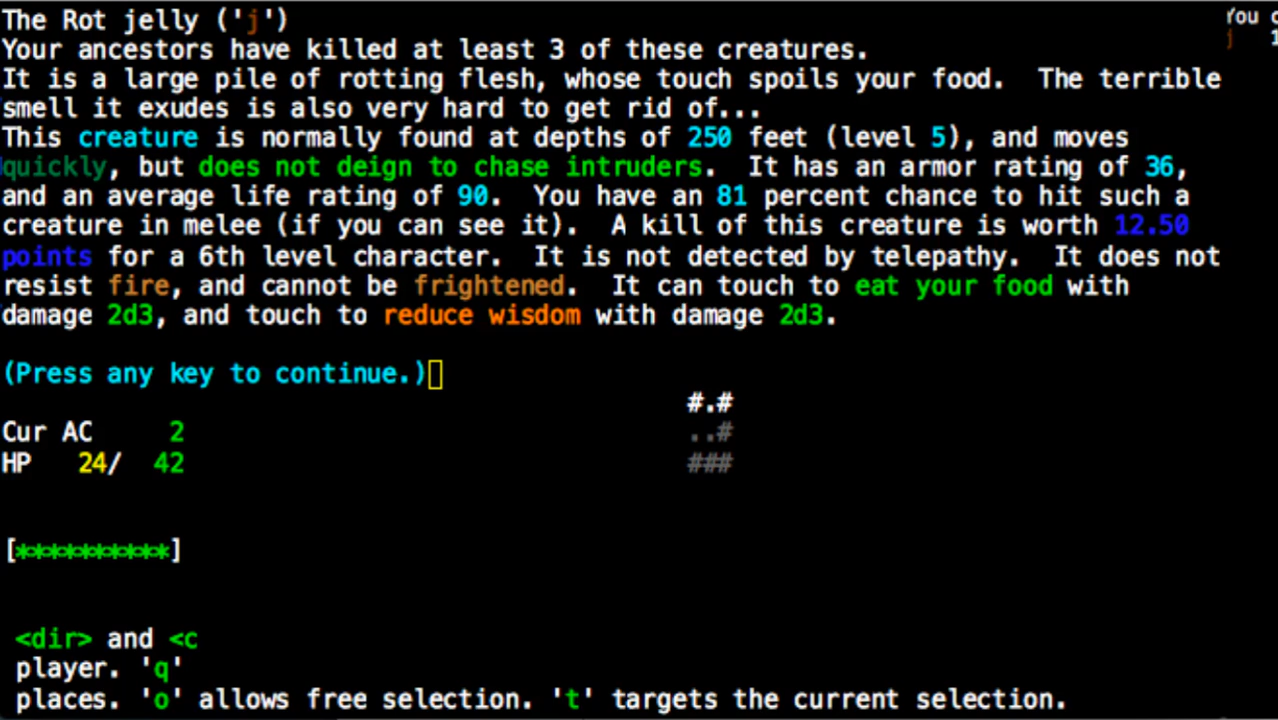 The Rot jelly ('j')
You
Your ancestors have killed at least 3 of these creatures.
j 1
It is a large pile of rotting flesh, whose touch spoils your food. The terrible
smell it exudes is also very hard to get rid of...
This creature is normally found at depths of 250 feet (level 5), and moves
quickly, but does not deign to chase intruders. It has an armor rating of 36,
and an average life rating of 90. You have an 81 percent chance to hit such a
creature in melee (if you can see it). A kill of this creature is worth 12.50
points for a 6th level character. It is not detected by telepathy. It does not
resist fire, and cannot be frightened. It can touch to eat your food with
damage 2d3, and touch to reduce wisdom with damage 2d3.
(Press any key to continue.)
#.#
Cur AC 2
..#
HP 24/ 42
###
[**********]
<dir> and <c
player. 'q'
places. 'o' allows free selection. 't' targets the current selection.